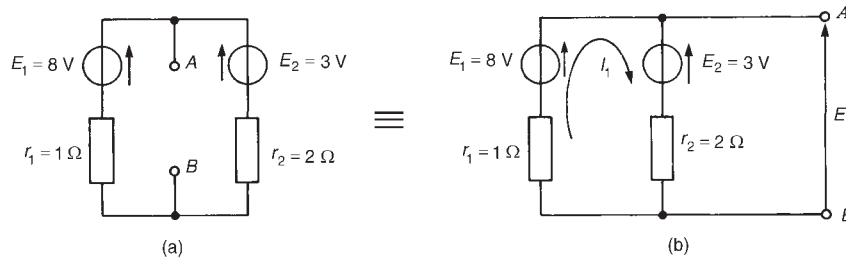 E₁ = 8 V
A
E₂ = 3 V
r₁ = 1 Ω
B
r₂ = 2 Ω
(a)
≡
A
E₁ = 8 V
I₁
E₂ = 3 V
E
r₁ = 1 Ω
r₂ = 2 Ω
(b)